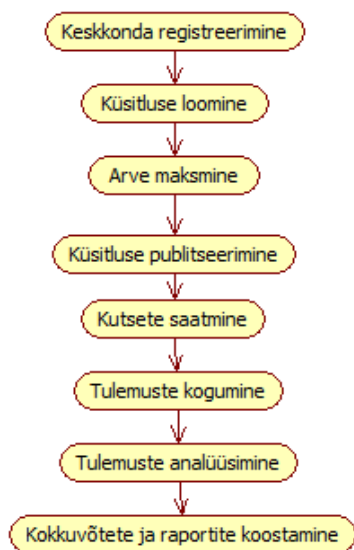 Keskkonda registreerimine
Küsitluse loomine
Arve maksmine
Küsitluse publitseerimine
Kutsete saatmine
Tulemuste kogumine
Tulemuste analüüsimine
Kokkuvõtete ja raportite koostamine